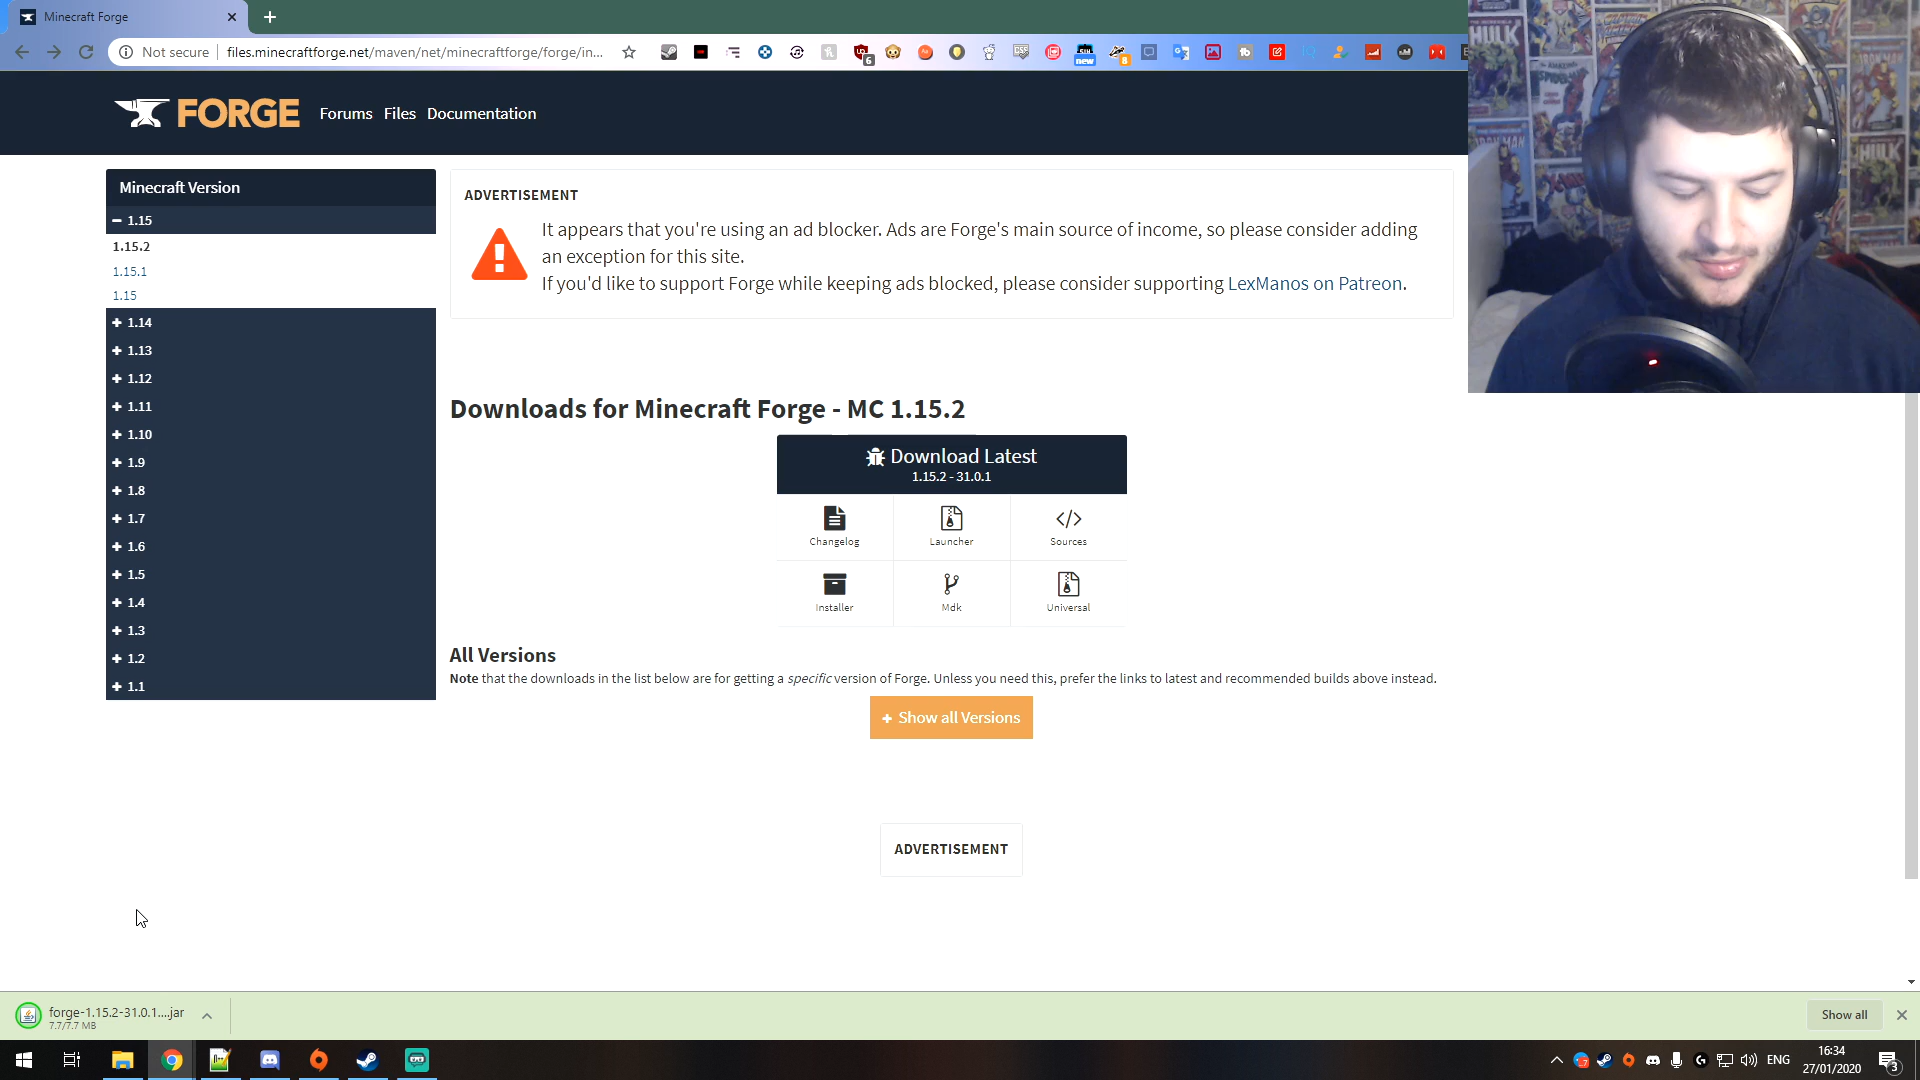 Minecraft Forge
Not secure
files.minecraftforge.net/maven/net/minecraftforge/forge/in...
6
CSS
new
8
FORGE
Forums Files Documentation
Minecraft Version
1.15
1.15.2
1.15.1
1.15
1.14
1.13
1.12
1.11
1.10
1.9
1.8
1.7
1.6
1.5
1.4
1.3
1.2
1.1
ADVERTISEMENT
It appears that you're using an ad blocker. Ads are Forge's main source of income, so please consider adding
an exception for this site.
If you'd like to support Forge while keeping ads blocked, please consider supporting LexManos on Patreon.
Downloads for Minecraft Forge - MC 1.15.2
Download Latest
1.15.2 - 31.0.1
Changelog
Launcher
Sources
Installer
Mdk
Universal
All Versions
Note that the downloads in the list below are for getting a specific version of Forge. Unless you need this, prefer the links to latest and recommended builds above instead.
+ Show all Versions
ADVERTISEMENT
HULK
IRON MAN
HULK
forge-1.15.2-31.0.1....jar
7.7/7.7 MB
Show all
ENG
16:34
27/01/2020
3